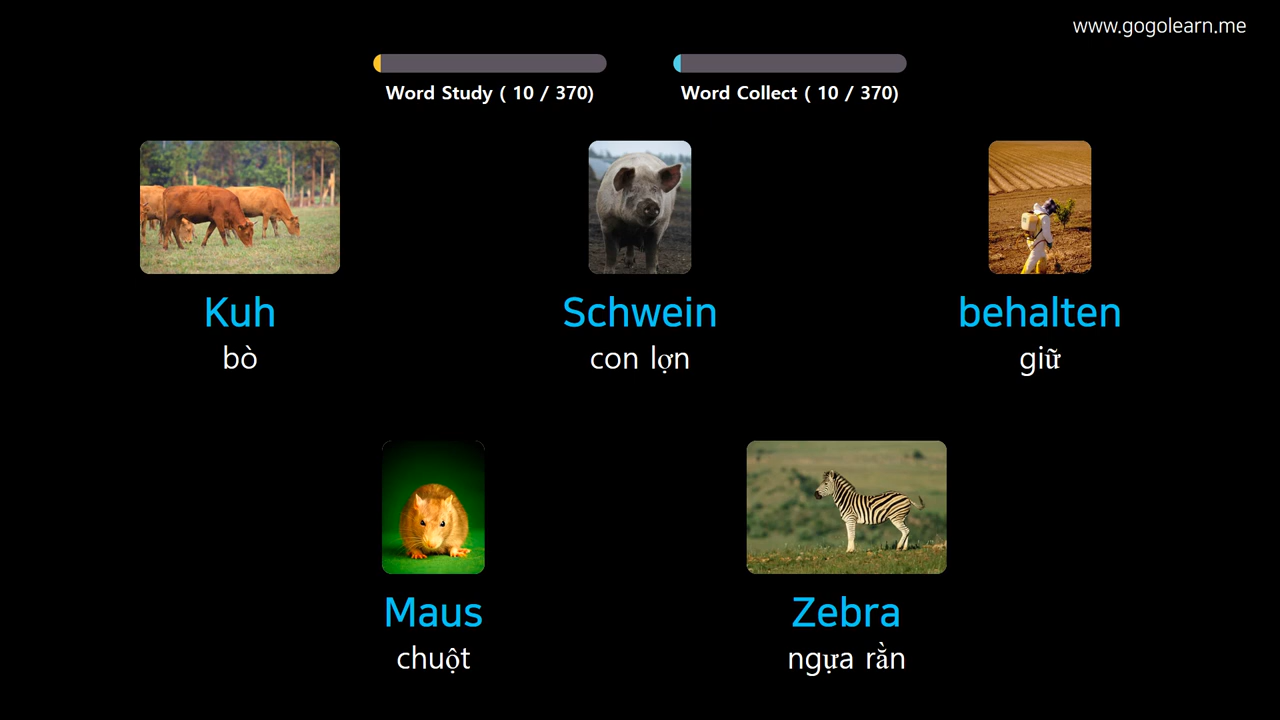 www.gogolearn.me
Word Study ( 10 / 370)
Word Collect ( 10 / 370)
Kuh
bò
Schwein
con lợn
behalten
giữ
Maus
chuột
Zebra
ngựa rằn